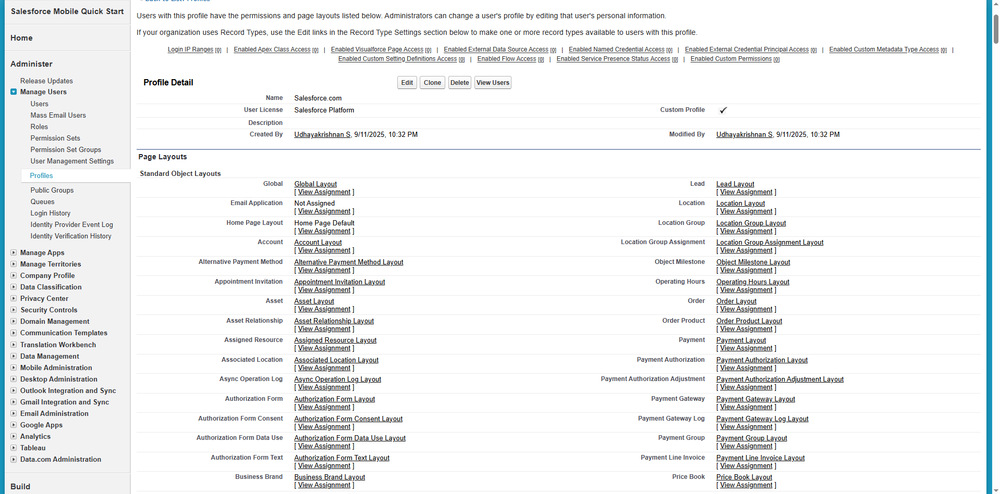 Salesforce Mobile Quick Start
Home
Administer
Release Updates
Manage Users
Users
Mass Email Users
Roles
Permission Sets
Permission Set Groups
User Management Settings
Profiles
Public Groups
Queues
Login History
Identity Provider Event Log
Identity Verification History
Manage Apps
Manage Territories
Company Profile
Data Classification
Privacy Center
Security Controls
Domain Management
Communication Templates
Translation Workbench
Data Management
Mobile Administration
Desktop Administration
Outlook Integration and Sync
Gmail Integration and Sync
Email Administration
Google Apps
Analytics
Tableau
Data.com Administration
Build
Users with this profile have the permissions and page layouts listed below. Administrators can change a user's profile by editing that user's personal information.
If your organization uses Record Types, use the Edit links in the Record Type Settings section below to make one or more record types available to users with this profile.
Login IP Ranges [0] | Enabled Apex Class Access [0] | Enabled Visualforce Page Access [0] | Enabled External Data Source Access [0] | Enabled Named Credential Access [0] | Enabled External Credential Principal Access [0] | Enabled Custom Metadata Type Access [0] |
Enabled Custom Setting Definitions Access [0] | Enabled Flow Access [0] | Enabled Service Presence Status Access [0] | Enabled Custom Permissions [0]
Profile Detail Edit Clone Delete View Users
Name Salesforce.com
User License Salesforce Platform Custom Profile
Description
Created By Udhayakrishnan S, 9/11/2025, 10:32 PM Modified By Udhayakrishnan S, 9/11/2025, 10:32 PM
Page Layouts
Standard Object Layouts
Global Global Layout Lead Lead Layout
[ View Assignment ] [ View Assignment ]
Email Application Not Assigned Location Location Layout
[ View Assignment ] [ View Assignment ]
Home Page Layout Home Page Default Location Group Location Group Layout
[ View Assignment ] [ View Assignment ]
Account Account Layout Location Group Assignment Location Group Assignment Layout
[ View Assignment ] [ View Assignment ]
Alternative Payment Method Alternative Payment Method Layout Object Milestone Object Milestone Layout
[ View Assignment ] [ View Assignment ]
Appointment Invitation Appointment Invitation Layout Operating Hours Operating Hours Layout
[ View Assignment ] [ View Assignment ]
Asset Asset Layout Order Order Layout
[ View Assignment ] [ View Assignment ]
Asset Relationship Asset Relationship Layout Order Product Order Product Layout
[ View Assignment ] [ View Assignment ]
Assigned Resource Assigned Resource Layout Payment Payment Layout
[ View Assignment ] [ View Assignment ]
Associated Location Associated Location Layout Payment Authorization Payment Authorization Layout
[ View Assignment ] [ View Assignment ]
Async Operation Log Async Operation Log Layout Payment Authorization Adjustment Payment Authorization Adjustment Layout
[ View Assignment ] [ View Assignment ]
Authorization Form Authorization Form Layout Payment Gateway Payment Gateway Layout
[ View Assignment ] [ View Assignment ]
Authorization Form Consent Authorization Form Consent Layout Payment Gateway Log Payment Gateway Log Layout
[ View Assignment ] [ View Assignment ]
Authorization Form Data Use Authorization Form Data Use Layout Payment Group Payment Group Layout
[ View Assignment ] [ View Assignment ]
Authorization Form Text Authorization Form Text Layout Payment Line Invoice Payment Line Invoice Layout
[ View Assignment ] [ View Assignment ]
Business Brand Business Brand Layout Price Book Price Book Layout
[ View Assignment ] [ View Assignment ]